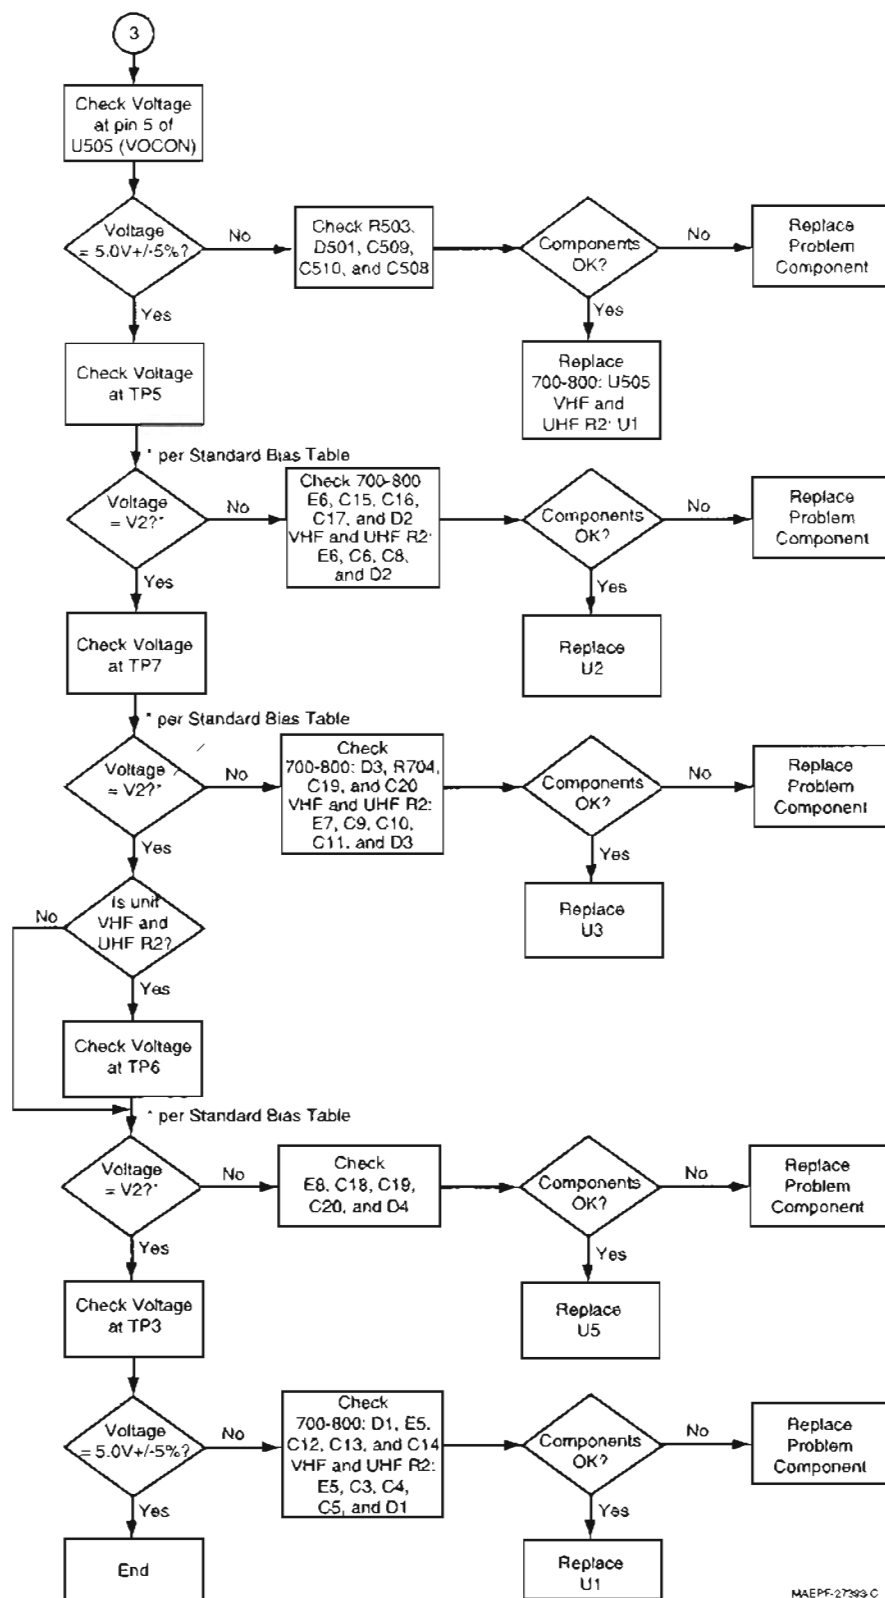 3
Check Voltage
at pin 5 of
U505 (VOCON)
Voltage
= 5.0V+/-5%?
No
Check R503,
D501, C509,
C510, and C508
Components
OK?
No
Replace
Problem
Component
Yes
Yes
Check Voltage
at TP5
Replace
700-800: U505
VHF and
UHF R2: U1
* per Standard Bias Table
Voltage
= V2?*
No
Check 700-800
E6, C15, C16,
C17, and D2
VHF and UHF R2:
E6, C6, C8,
and D2
Components
OK?
No
Replace
Problem
Component
Yes
Yes
Check Voltage
at TP7
Replace
U2
* per Standard Bias Table
Voltage
= V2?*
No
Check
700-800: D3, R704,
C19, and C20
VHF and UHF R2:
E7, C9, C10,
C11, and D3
Components
OK?
No
Replace
Problem
Component
Yes
Yes
Is unit
VHF and
UHF R2?
No
Replace
U3
Yes
Check Voltage
at TP6
* per Standard Bias Table
Voltage
= V2?*
No
Check
E8, C18, C19,
C20, and D4
Components
OK?
No
Replace
Problem
Component
Yes
Yes
Check Voltage
at TP3
Replace
U5
Voltage
= 5.0V+/-5%?
No
Check
700-800: D1, E5,
C12, C13, and C14
VHF and UHF R2:
E5, C3, C4,
C5, and D1
Components
OK?
No
Replace
Problem
Component
Yes
Yes
End
Replace
U1
MAEPF-27393-C